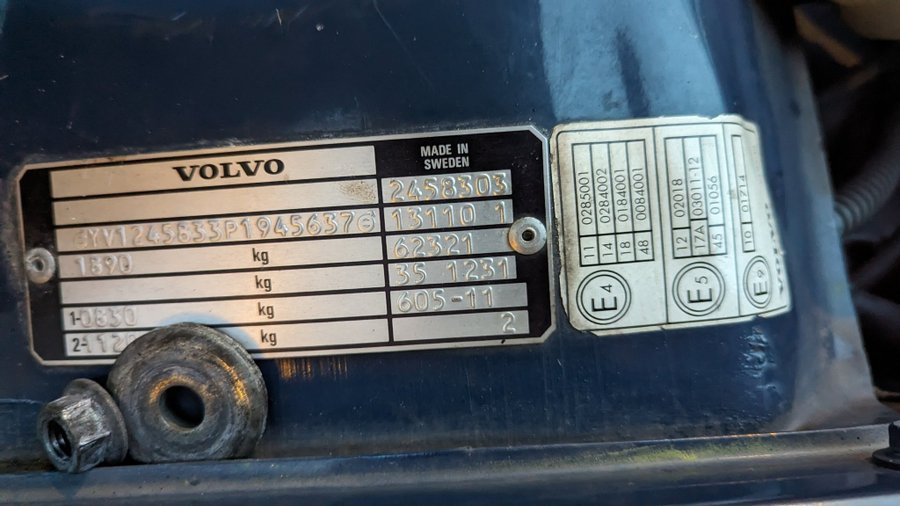 VOLVO
MADE IN
SWEDEN
2458303
YV1245833P1945637
13110 1
1890 kg
62321
kg
35 1231
1-0830 kg
605-11
2- kg
2
11 0285001
14 0284002
18 0184001
48 0084001
E4
12 02018
17A 03011-12
45 01056
E5
10 01214
E9